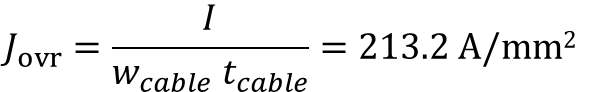 J_ovr = I / (w_cable t_cable) = 213.2 A/mm²